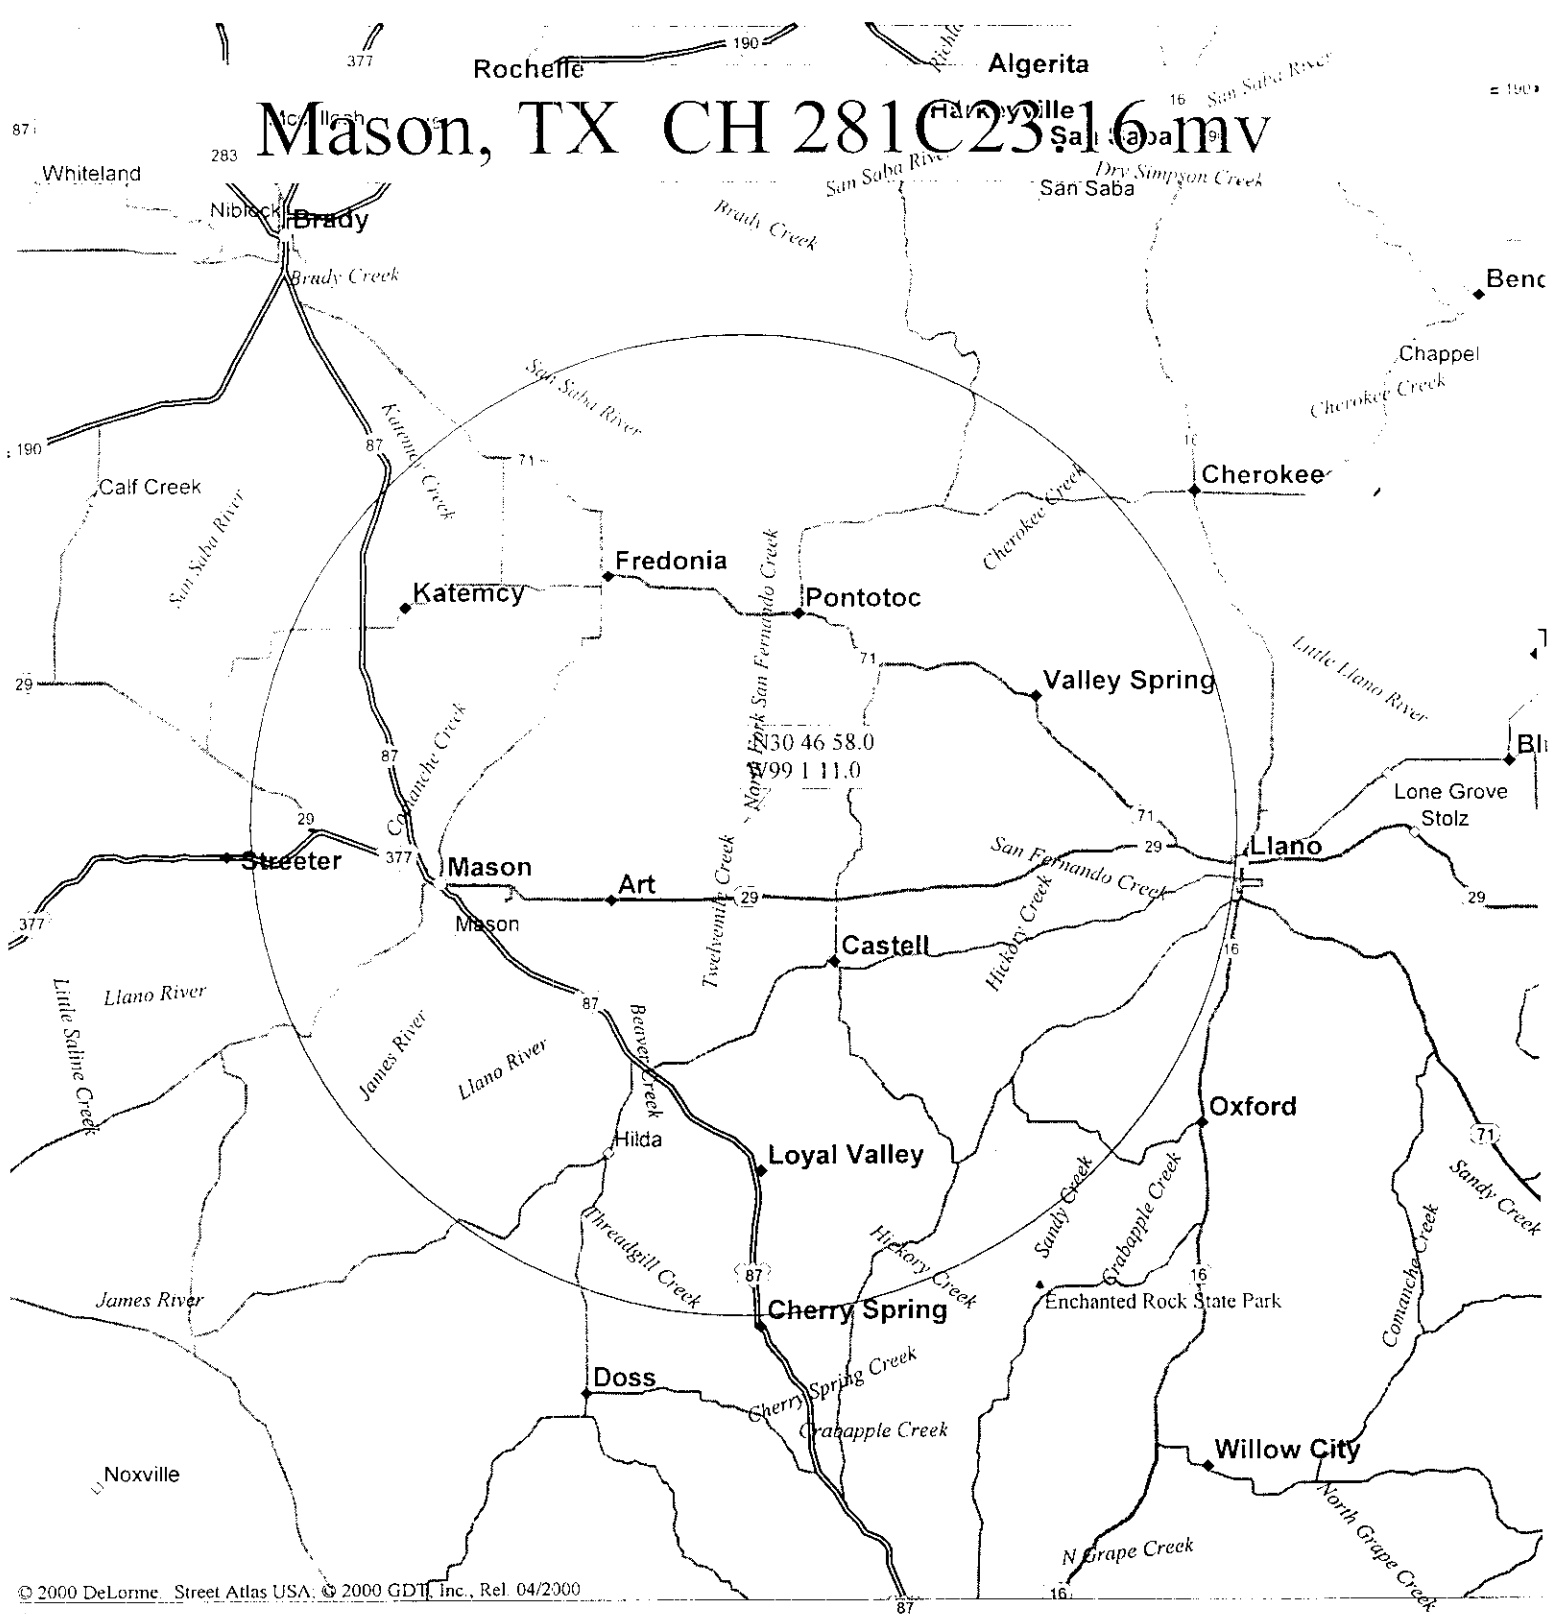 377
190
Rochelle
Algerita
San Saba River
16
190
Mason, TX CH 281C23.16 mv
Harkeyville
San Saba
87
283
Whiteland
San Saba River
Dry Simpson Creek
San Saba
Niblock
Brady
Brady Creek
Brady Creek
Bend
Chappel
San Saba River
Cherokee Creek
Katemcy Creek
87
190
16
71
Cherokee
Calf Creek
San Saba River
Cherokee Creek
Fredonia
Katemcy
Pontotoc
North Fork San Fernando Creek
71
Little Llano River
29
Valley Spring
N30 46 58.0
W99 1 11.0
87
Comanche Creek
Lone Grove
Stolz
29
71
29
Llano
San Fernando Creek
Streeter
377
Mason
Art
29
29
377
Mason
Twelvemile Creek
Hickory Creek
Castell
16
Llano River
Little Saline Creek
87
James River
Llano River
Beaver Creek
Oxford
71
Hilda
Loyal Valley
Sandy Creek
Crabapple Creek
Sandy Creek
Threadgill Creek
Hickory Creek
Comanche Creek
87
16
James River
Cherry Spring
Enchanted Rock State Park
Doss
Cherry Spring Creek
Crabapple Creek
Willow City
Noxville
North Grape Creek
N Grape Creek
© 2000 DeLorme. Street Atlas USA; © 2000 GDT, Inc., Rel. 04/2000
87
16